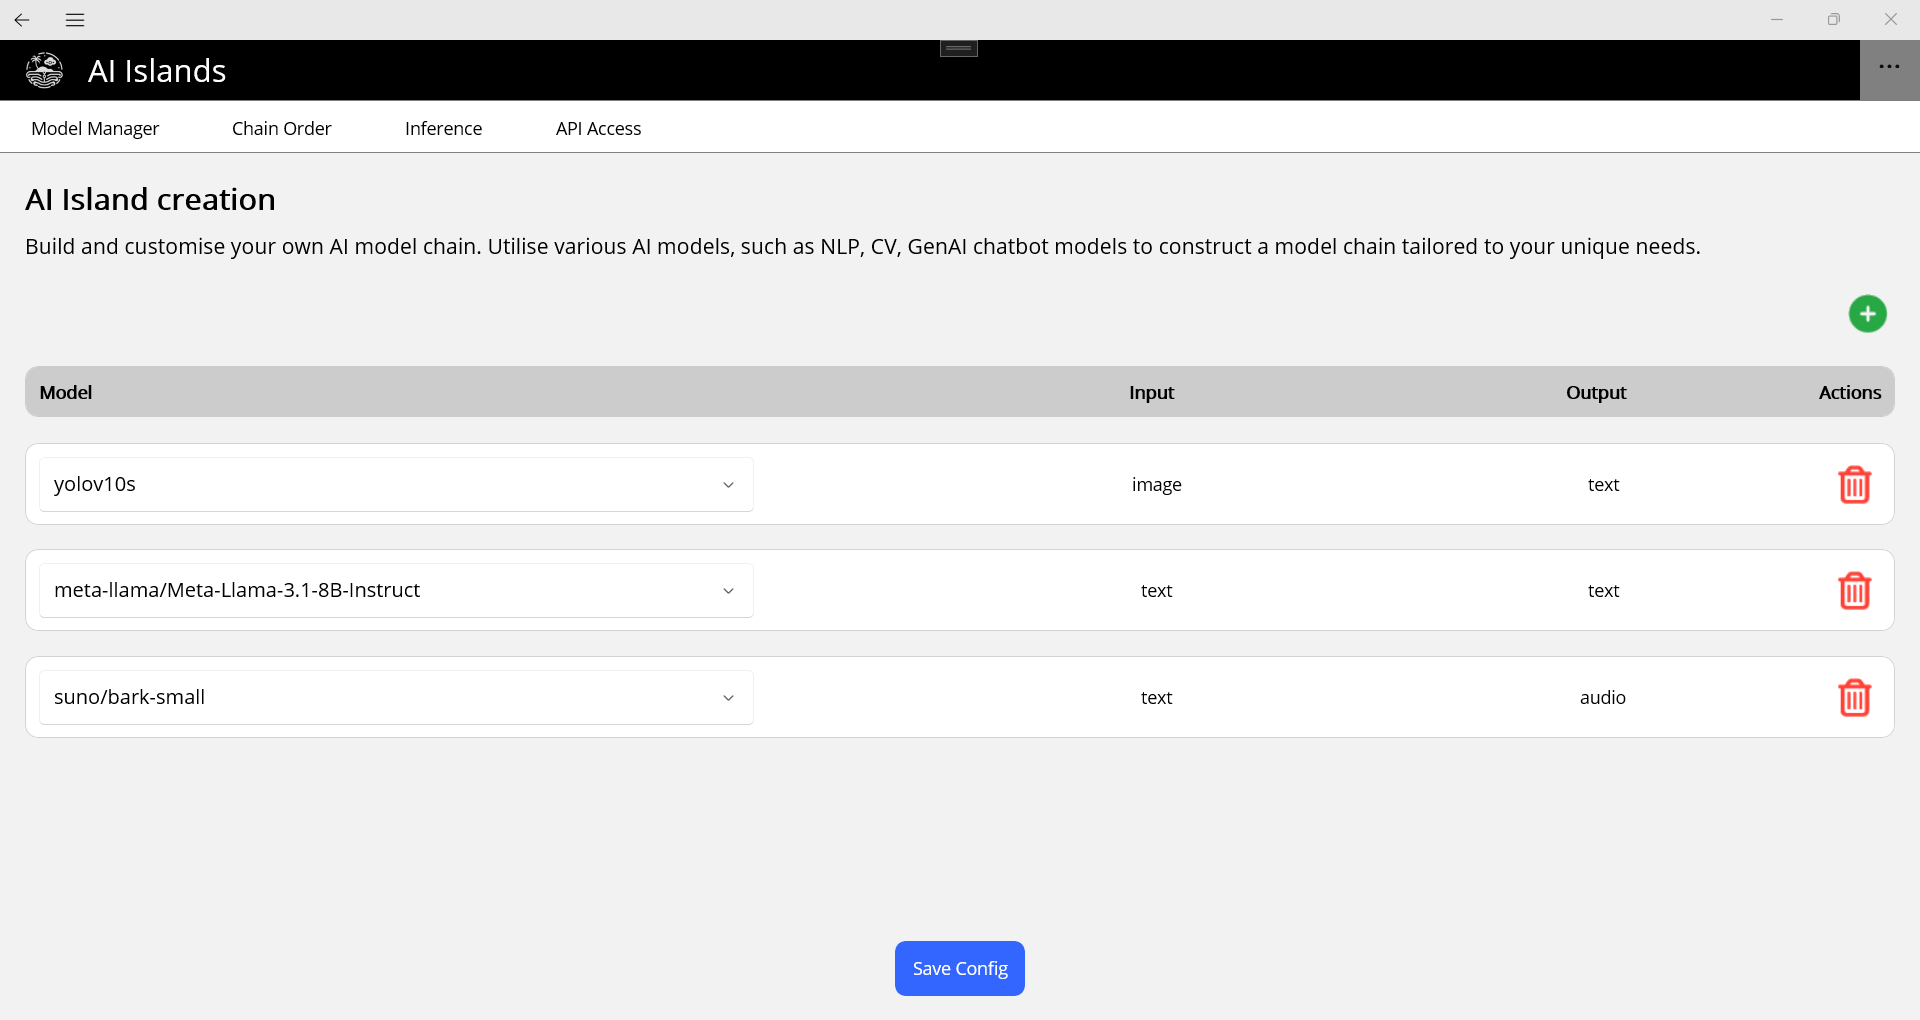 AI Islands
Model Manager Chain Order Inference API Access
AI Island creation
Build and customise your own AI model chain. Utilise various AI models, such as NLP, CV, GenAI chatbot models to construct a model chain tailored to your unique needs.
Model Input Output Actions
yolov10s image text
meta-llama/Meta-Llama-3.1-8B-Instruct text text
suno/bark-small text audio
Save Config